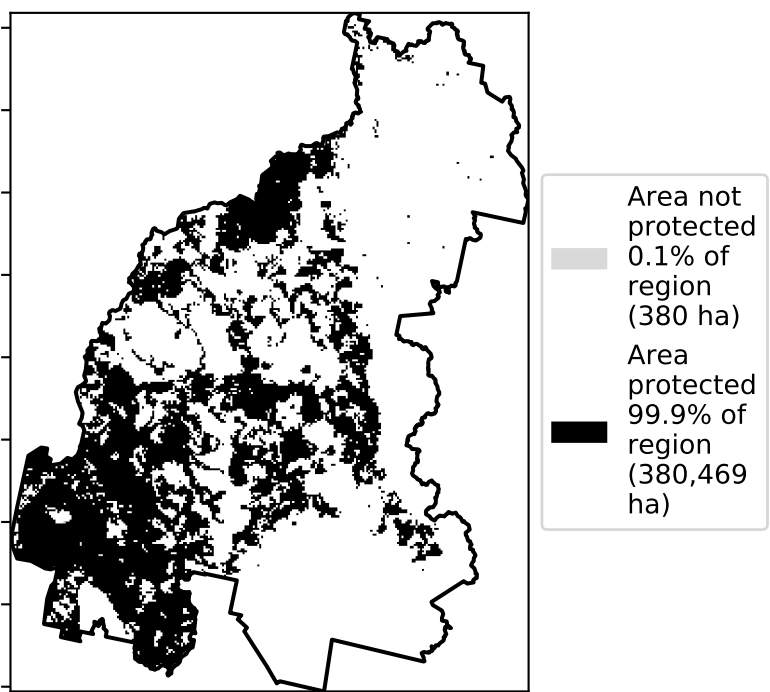 Area not
protected
0.1% of
region
(380 ha)
Area
protected
99.9% of
region
(380,469
ha)